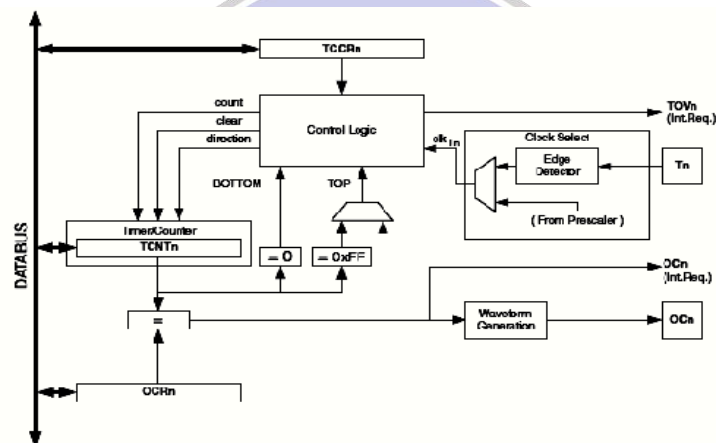 TCCRn
count
clear
direction
Control Logic
TOVn
(Int.Req.)
clk Tn
Clock Select
Edge
Detector
Tn
( From Prescaler )
BOTTOM
TOP
Timer/Counter
TCNTn
= 0
= 0xFF
DATABUS
OCn
(Int.Req.)
=
Waveform
Generation
OCn
OCRn